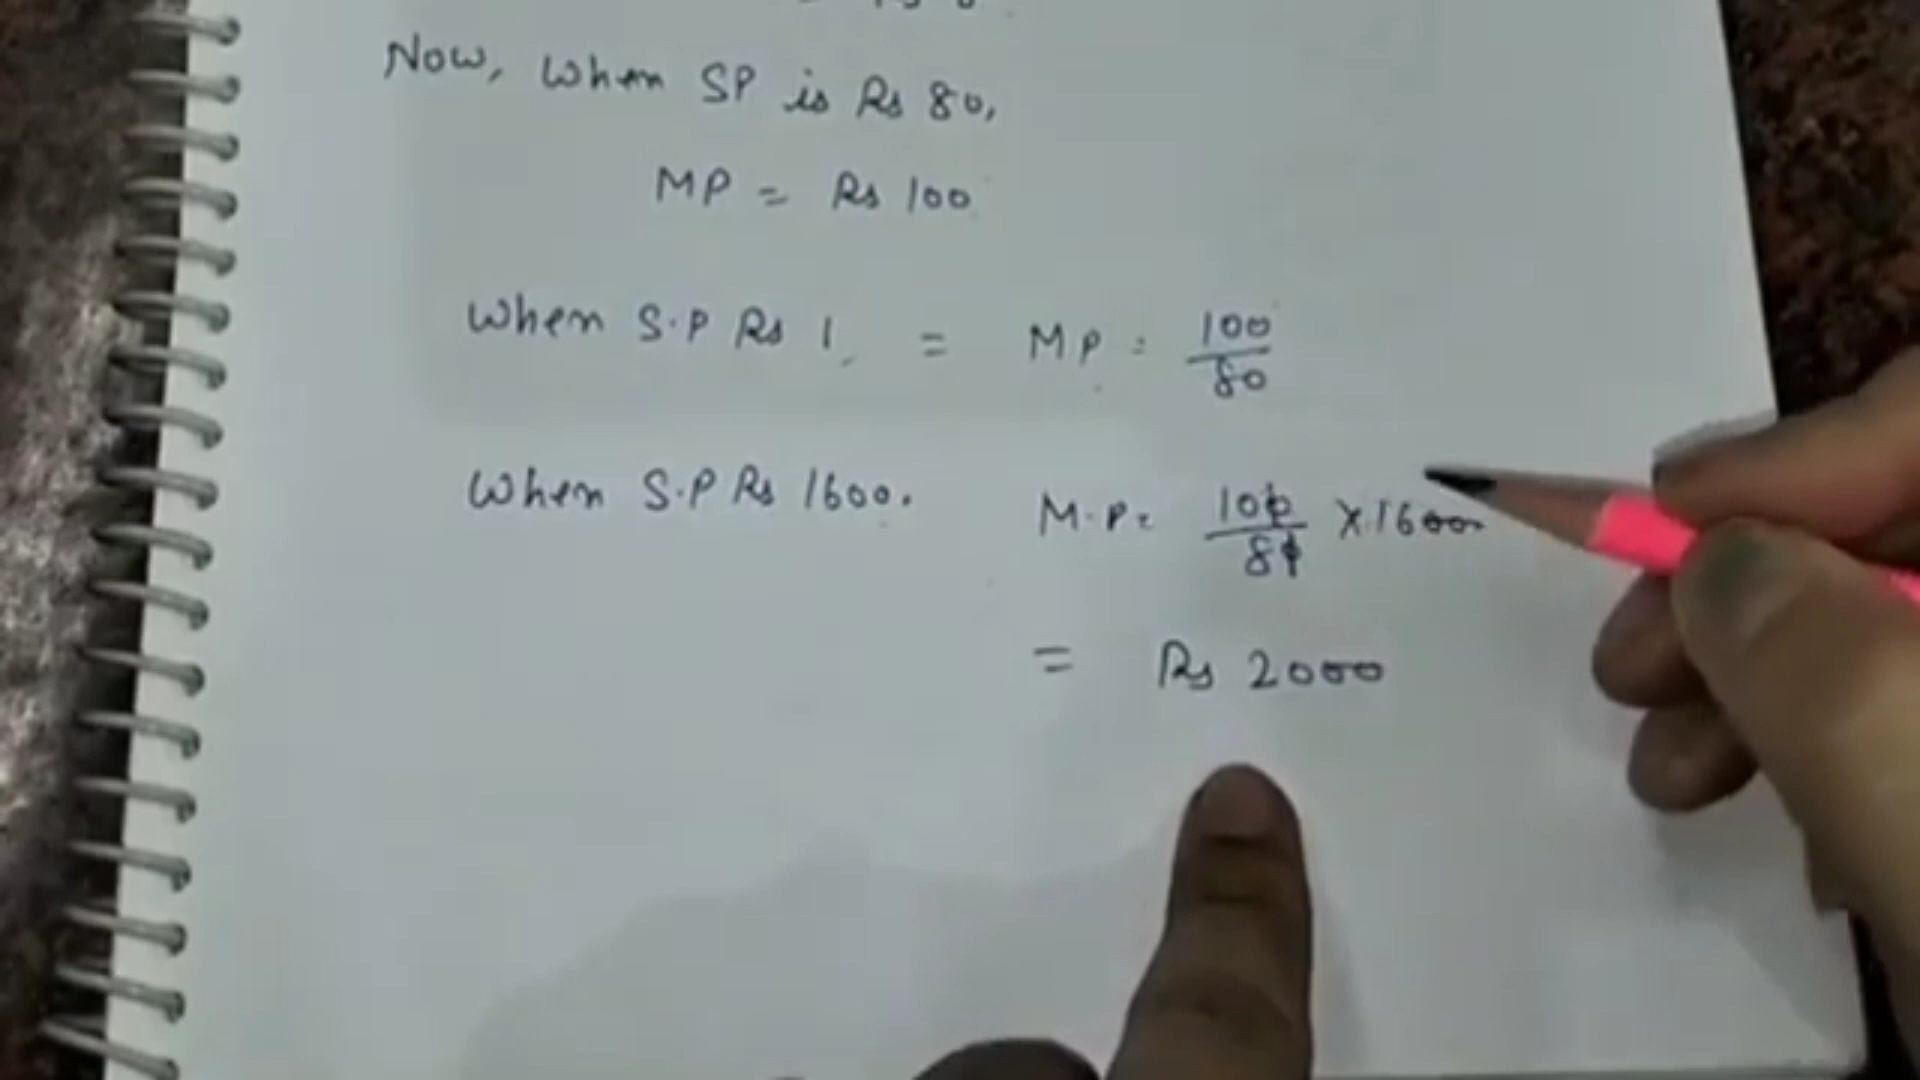 Now, When SP is Rs 80,
MP = Rs 100
When S.P Rs 1, = MP = 100/80
When S.P Rs 1600. M.P = 100/80 × 1600
= Rs 2000